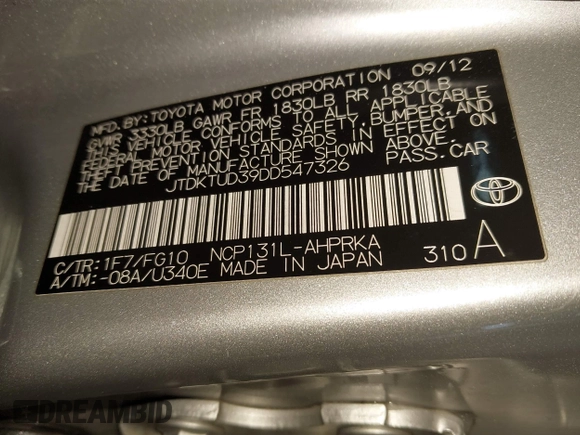 MFD. BY: TOYOTA MOTOR CORPORATION 09/12
GVWR 3330LB GAWR FR 1830LB RR 1830LB
THIS VEHICLE CONFORMS TO ALL APPLICABLE
FEDERAL MOTOR VEHICLE SAFETY, BUMPER, AND
THEFT PREVENTION STANDARDS IN EFFECT ON
THE DATE OF MANUFACTURE SHOWN ABOVE.
JTDKTUD39DD547326 PASS.CAR
TOYOTA
C/TR: 1F7/FG10 NCP131L-AHPRKA
A/TM: -08A/U340E MADE IN JAPAN 310 A
DREAMBID